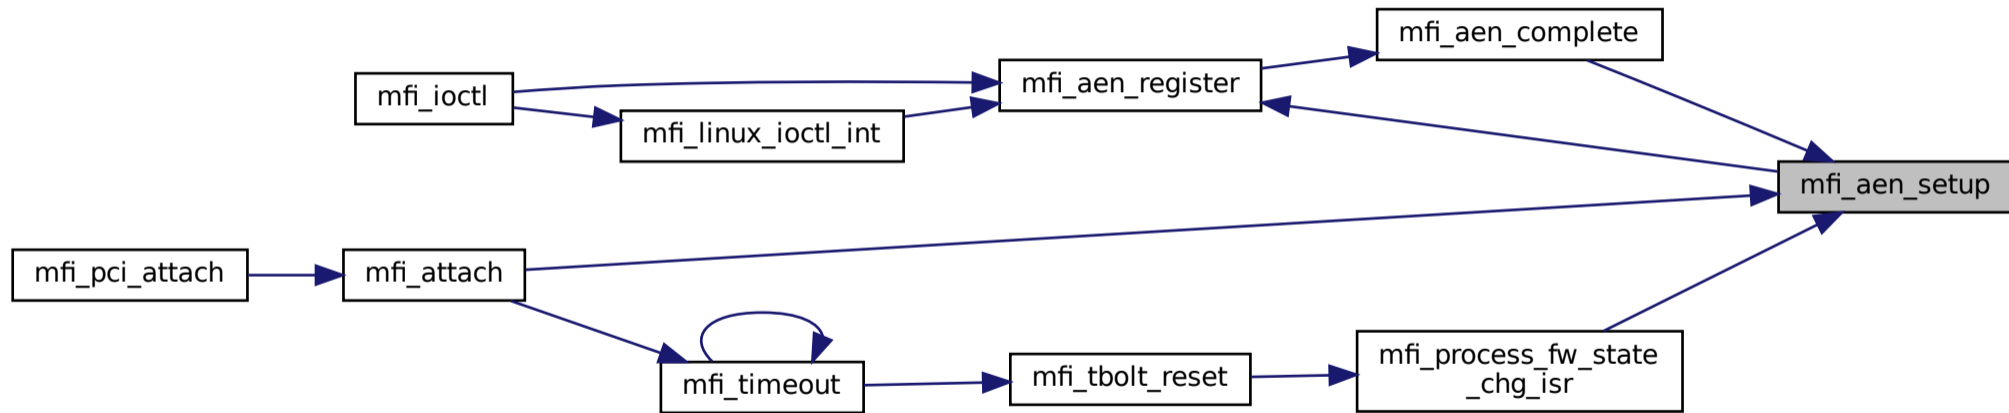 mfi_aen_complete
mfi_aen_register
mfi_ioctl
mfi_linux_ioctl_int
mfi_aen_setup
mfi_pci_attach
mfi_attach
mfi_process_fw_state
_chg_isr
mfi_tbolt_reset
mfi_timeout